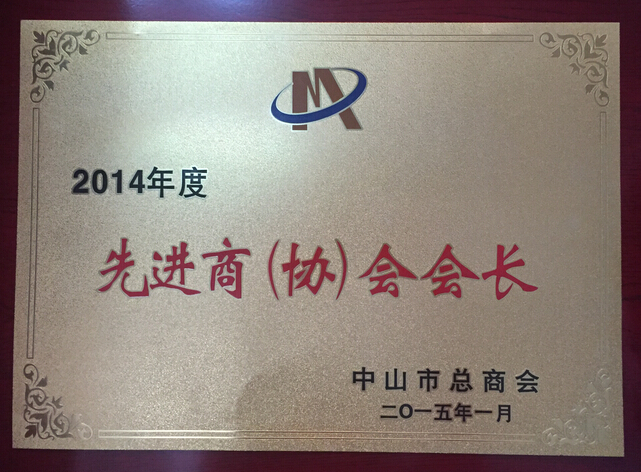 2014年度
先进商(协)会会长
中山市总商会
二〇一五年一月